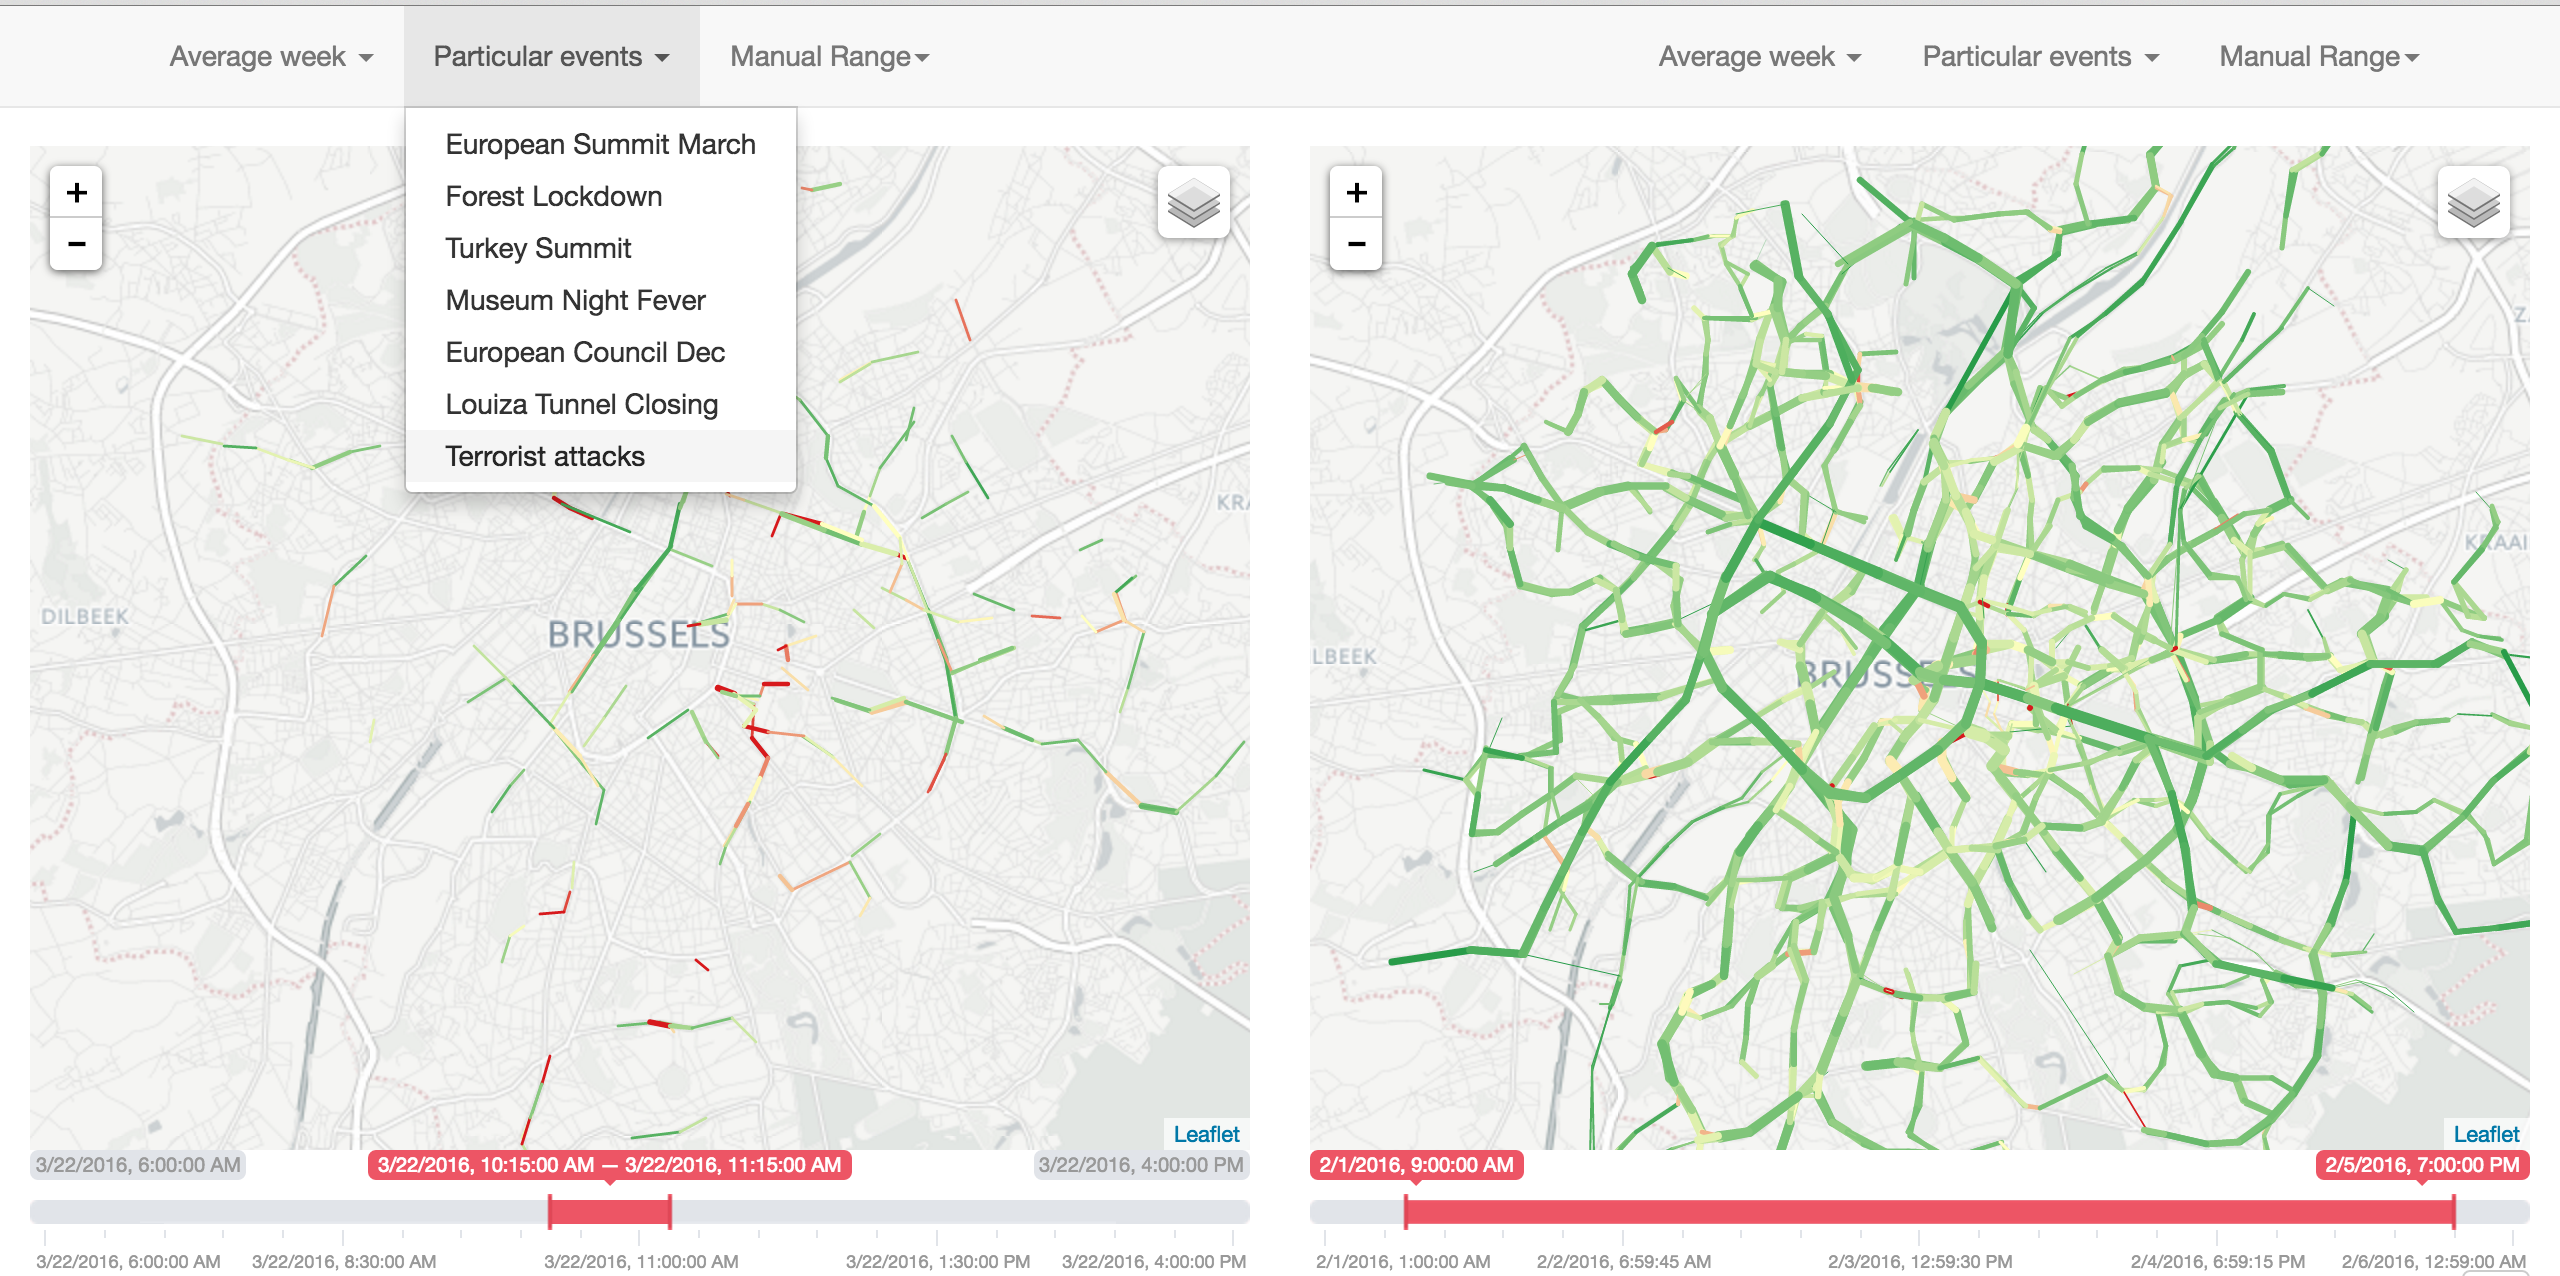 Average week Particular events Manual Range Average week Particular events Manual Range
European Summit March
Forest Lockdown
Turkey Summit
Museum Night Fever
European Council Dec
Louiza Tunnel Closing
Terrorist attacks
+
−
DILBEEK
BRUSSELS
KRA
Leaflet
3/22/2016, 6:00:00 AM 3/22/2016, 10:15:00 AM — 3/22/2016, 11:15:00 AM 3/22/2016, 4:00:00 PM
3/22/2016, 6:00:00 AM 3/22/2016, 8:30:00 AM 3/22/2016, 11:00:00 AM 3/22/2016, 1:30:00 PM 3/22/2016, 4:00:00 PM
+
−
Z
KRAAI
LBEEK
BRUSSELS
Leaflet
2/1/2016, 9:00:00 AM 2/5/2016, 7:00:00 PM
2/1/2016, 1:00:00 AM 2/2/2016, 6:59:45 AM 2/3/2016, 12:59:30 PM 2/4/2016, 6:59:15 PM 2/6/2016, 12:59:00 AM